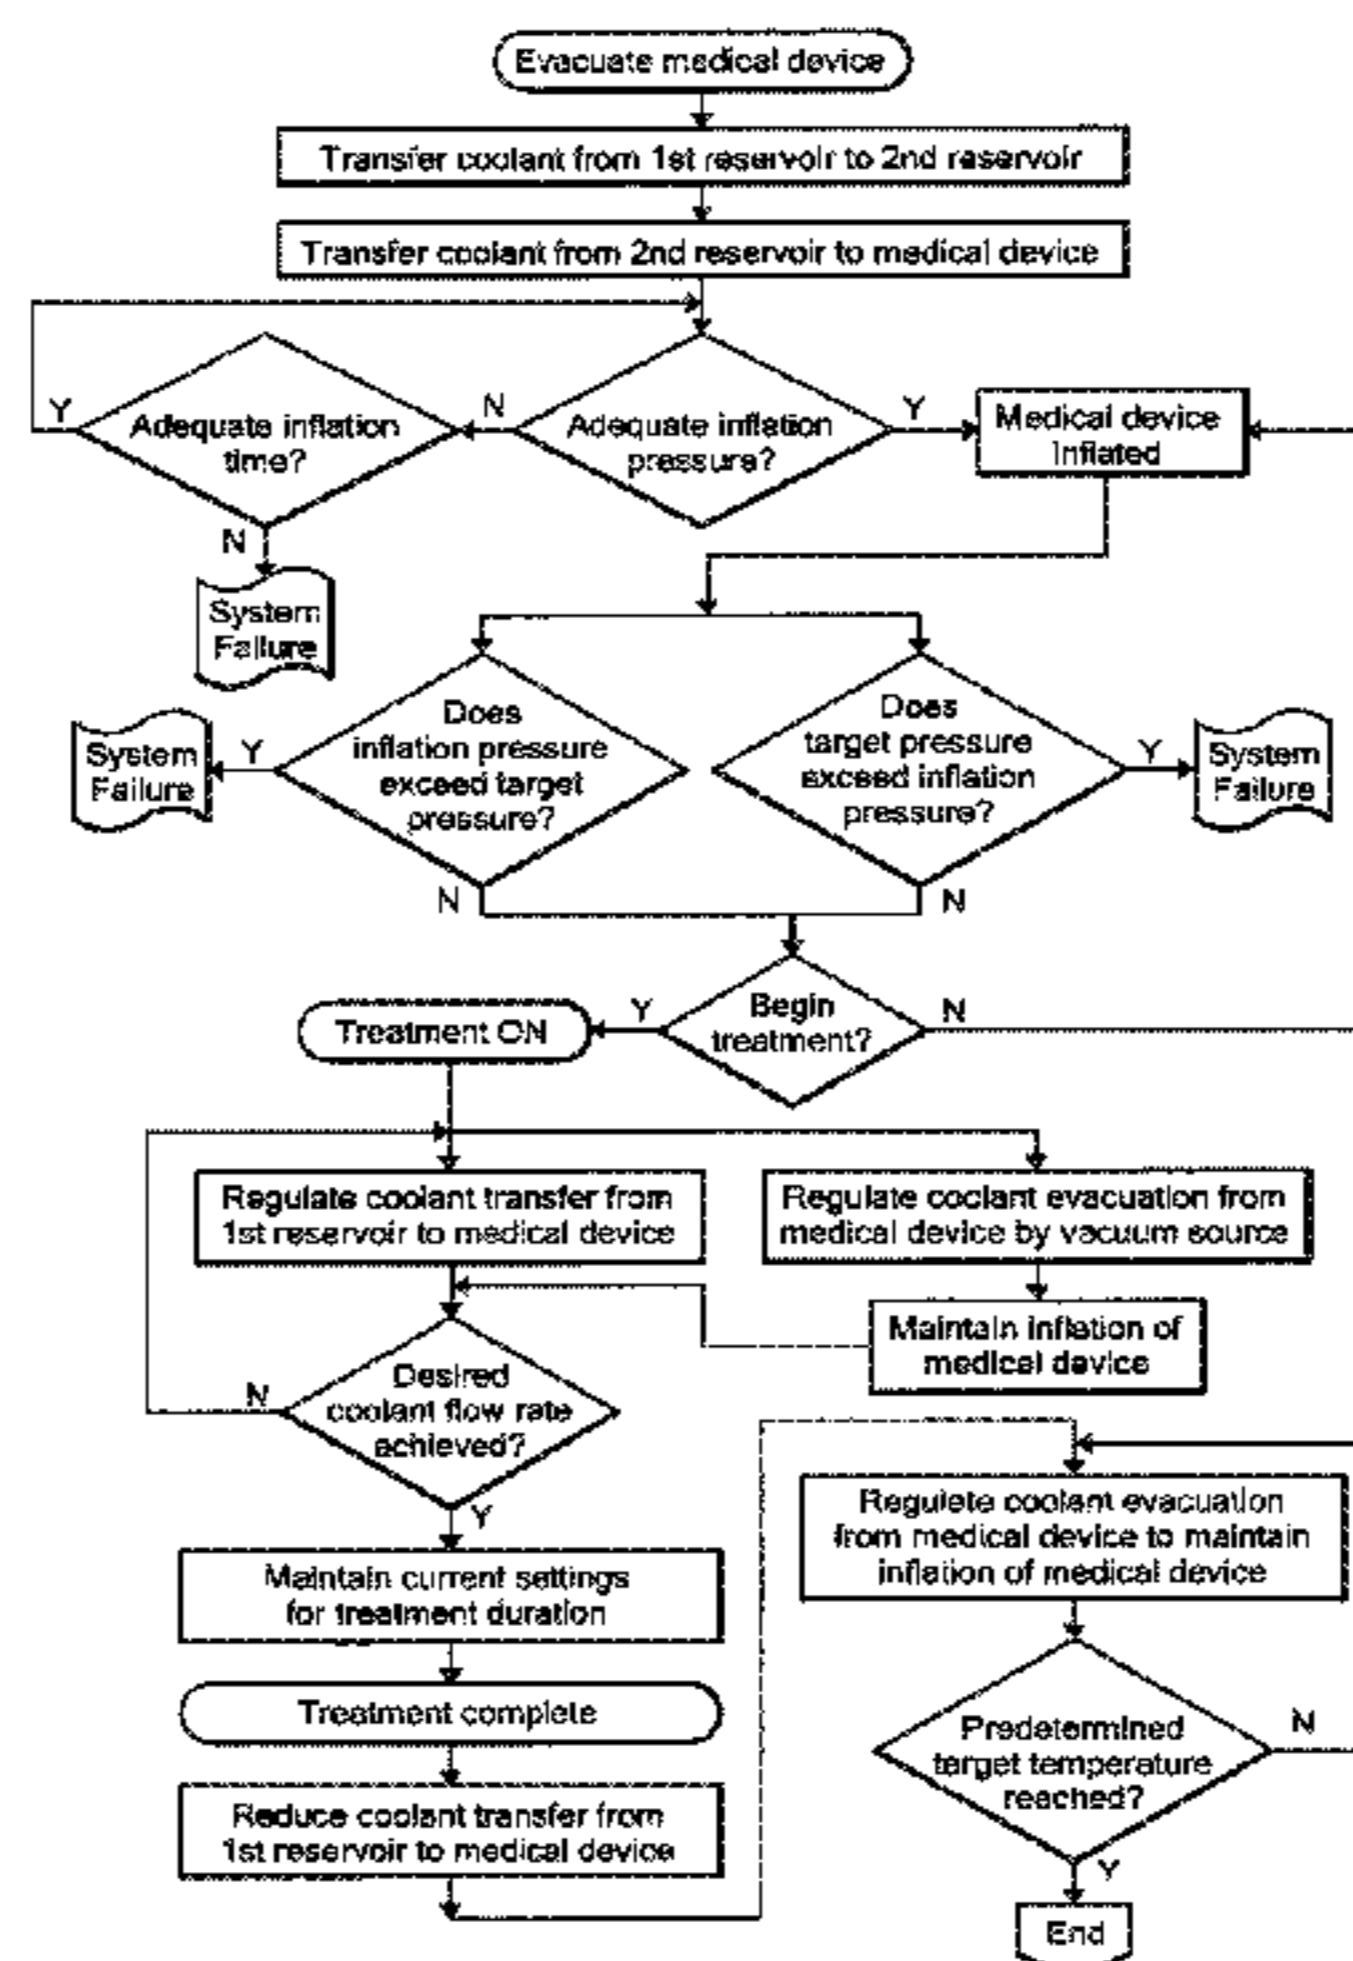 Evacuate medical device
Transfer coolant from 1st reservoir to 2nd reservoir
Transfer coolant from 2nd reservoir to medical device
Y
Adequate inflation
time?
N
Adequate inflation
pressure?
Y
Medical device
inflated
N
System
Failure
System
Failure
Y
Does
inflation pressure
exceed target
pressure?
Does
target pressure
exceed inflation
pressure?
Y
System
Failure
N
N
Treatment ON
Y
Begin
treatment?
N
Regulate coolant transfer from
1st reservoir to medical device
Regulate coolant evacuation from
medical device by vacuum source
Maintain inflation of
medical device
N
Desired
coolant flow rate
achieved?
Y
Regulate coolant evacuation
from medical device to maintain
inflation of medical device
Maintain current settings
for treatment duration
Treatment complete
Predetermined
target temperature
reached?
N
Reduce coolant transfer from
1st reservoir to medical device
Y
End